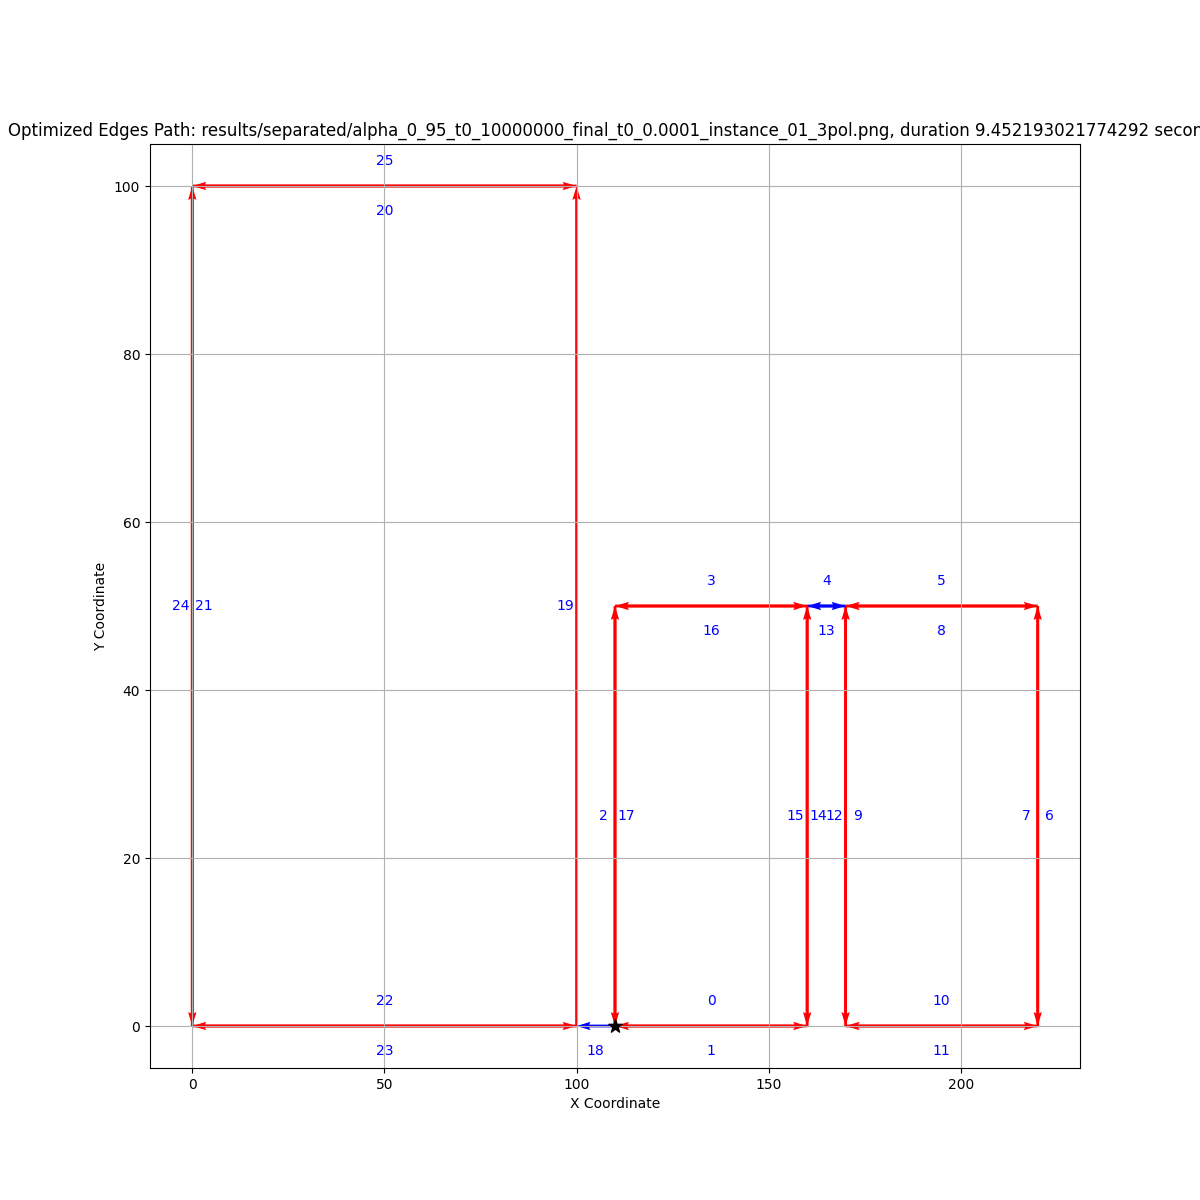 Optimized Edges Path: results/separated/alpha_0_95_t0_10000000_final_t0_0.0001_instance_01_3pol.png, duration 9.452193021774292 secon
25
100
20
80
60
Y Coordinate
24 21 19
3 4 5
16 13 8
40
2 17 15 14 12 9 7 6
20
22 0 10
0
23 18 1 11
0 50 100 150 200
X Coordinate